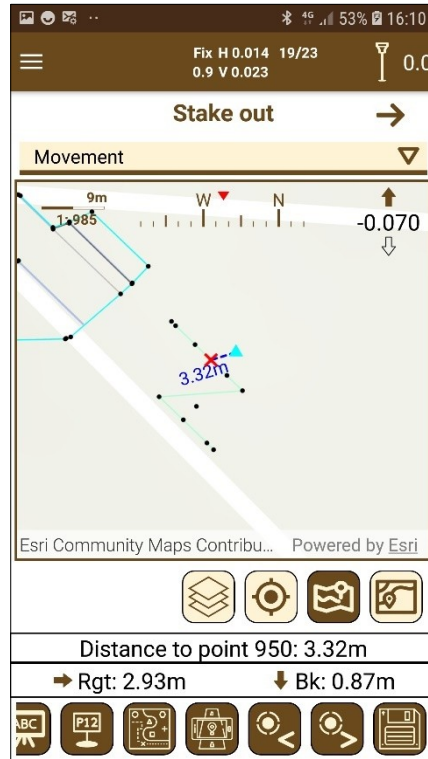 4G 53% 16:10
Fix H 0.014 19/23
0.9 V 0.023
0.0
Stake out
Movement
9m
1:985
W N
-0.070
3.32m
Esri Community Maps Contribu... Powered by Esri
Distance to point 950: 3.32m
Rgt: 2.93m Bk: 0.87m
ABC P12